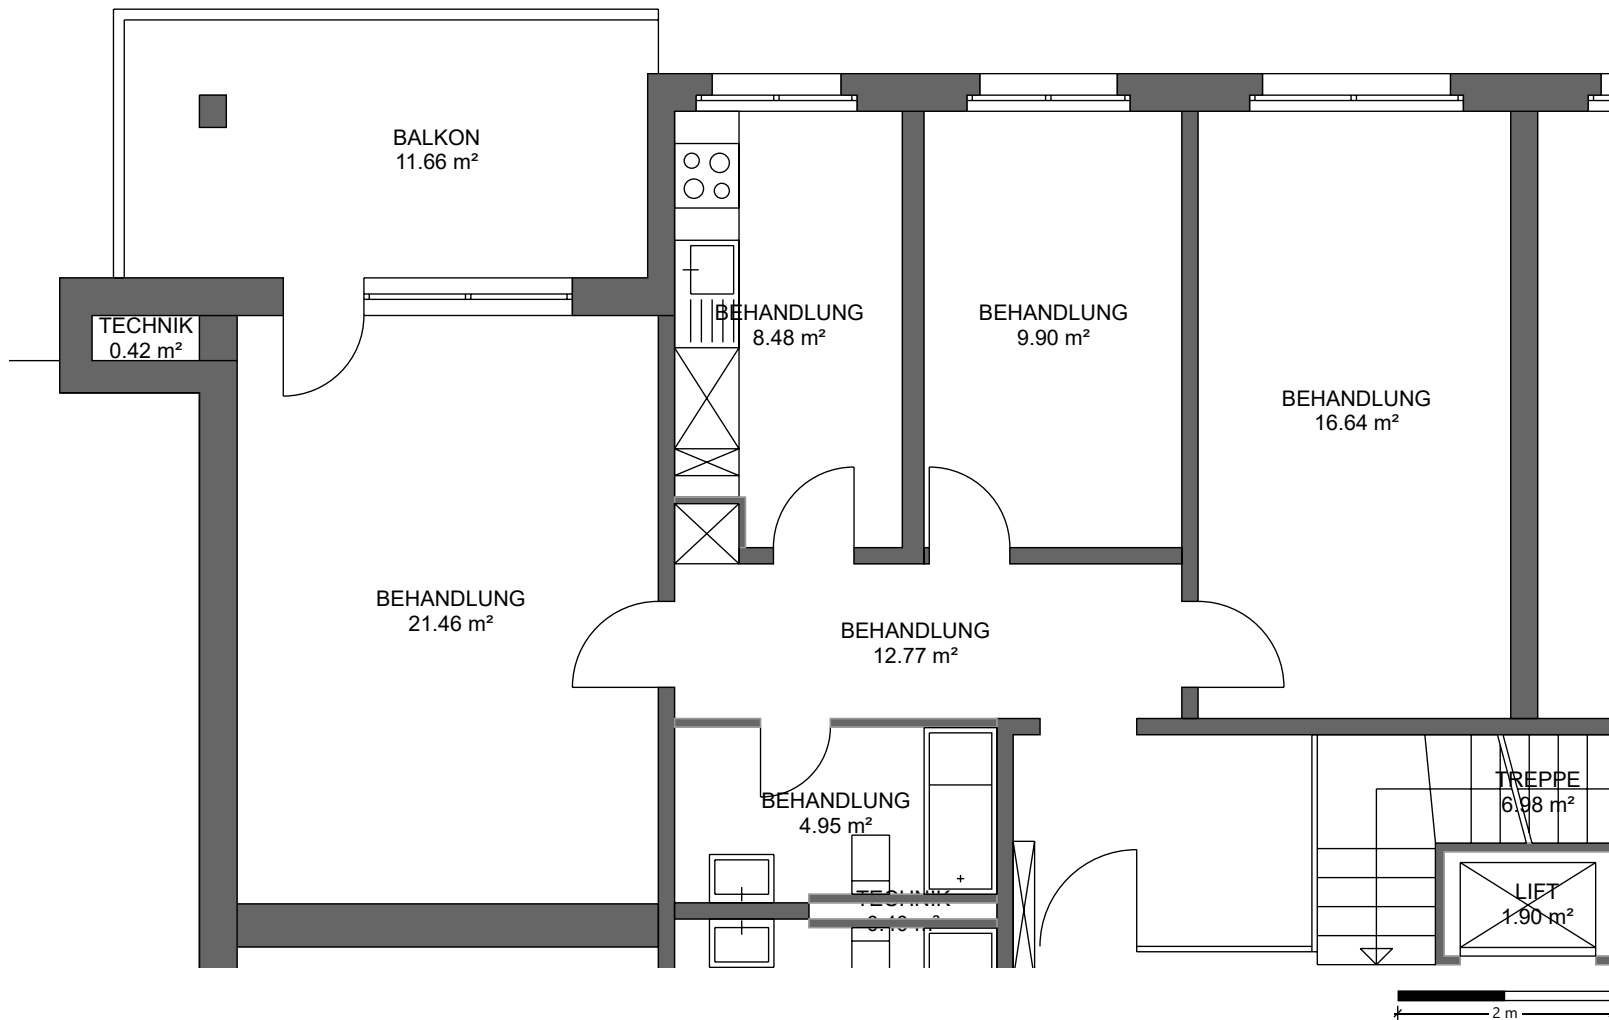 BALKON
11.66 m²
TECHNIK
0.42 m²
BEHANDLUNG
8.48 m²
BEHANDLUNG
9.90 m²
BEHANDLUNG
16.64 m²
BEHANDLUNG
21.46 m²
BEHANDLUNG
12.77 m²
BEHANDLUNG
4.95 m²
TREPPE
6.98 m²
TECHNIK
LIFT
1.90 m²
2 m